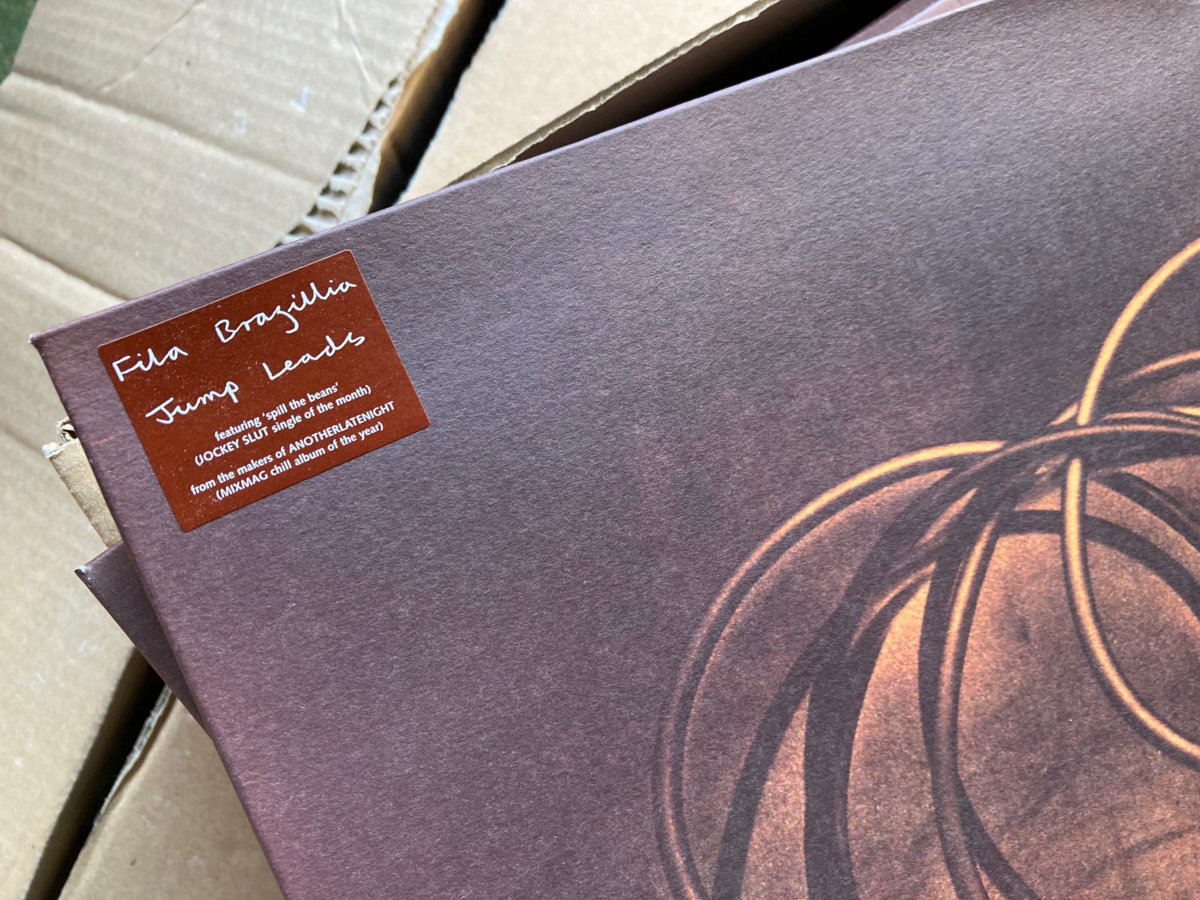 Fila Brazillia
Jump Leads
featuring 'spill the beans'
(JOCKEY SLUT single of the month)
from the makers of ANOTHERLATENIGHT
(MIXMAG chill album of the year)